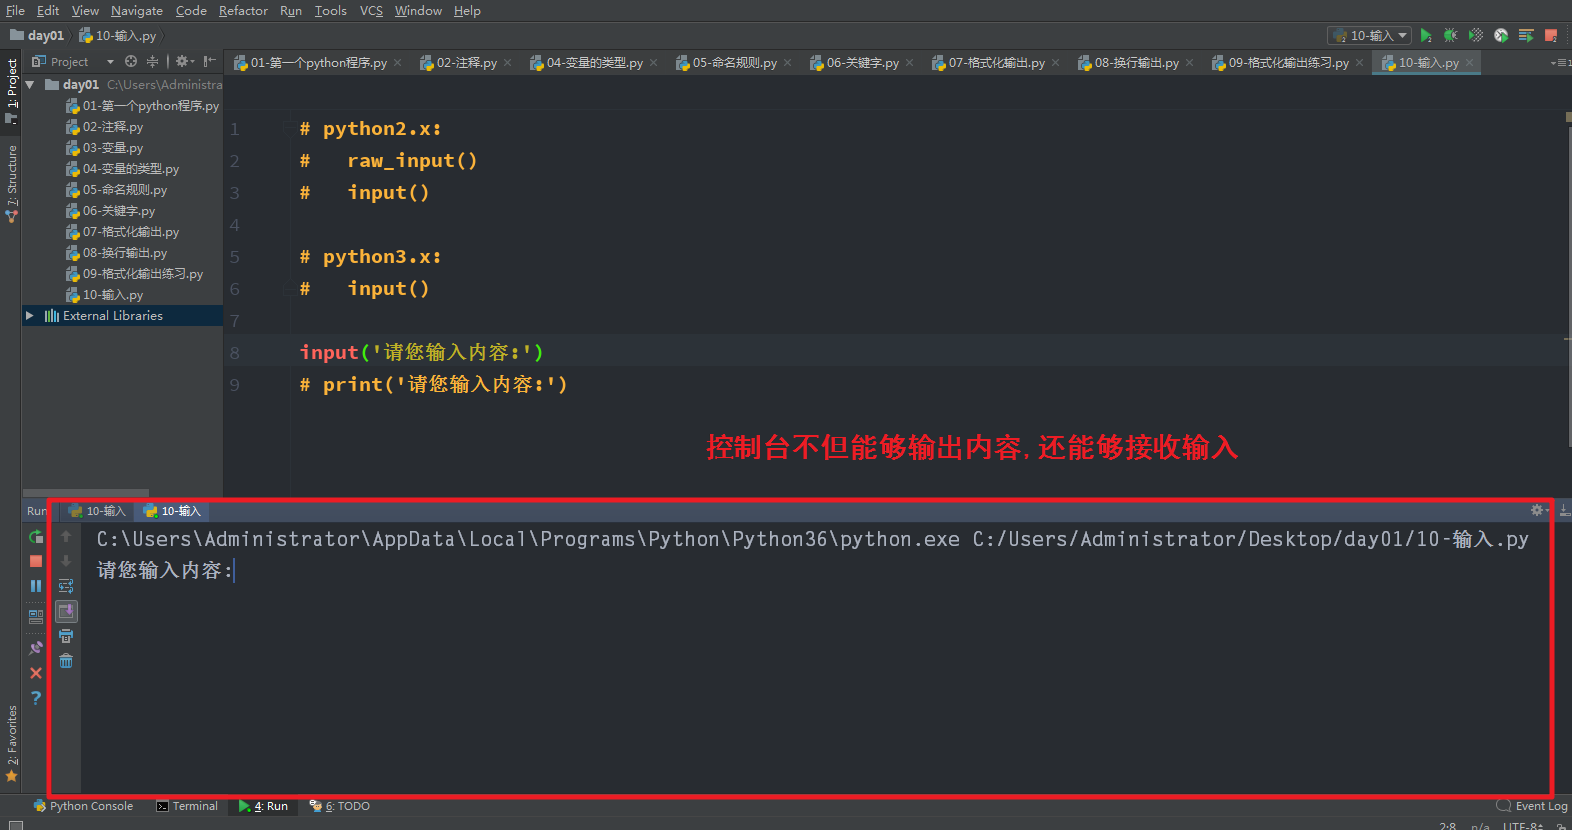 File Edit View Navigate Code Refactor Run Tools VCS Window Help
day01 10-输入.py
10-输入
Project
01-第一个python程序.py 02-注释.py 04-变量的类型.py 05-命名规则.py 06-关键字.py 07-格式化输出.py 08-换行输出.py 09-格式化输出练习.py 10-输入.py
1: Project
7: Structure
2: Favorites
day01 C:\Users\Administra
01-第一个python程序.py
02-注释.py
03-变量.py
04-变量的类型.py
05-命名规则.py
06-关键字.py
07-格式化输出.py
08-换行输出.py
09-格式化输出练习.py
10-输入.py
External Libraries
1 # python2.x:
2 # raw_input()
3 # input()
4
5 # python3.x:
6 # input()
7
8 input('请您输入内容:')
9 # print('请您输入内容:')
控制台不但能够输出内容,还能够接收输入
Run 10-输入 10-输入
C:\Users\Administrator\AppData\Local\Programs\Python\Python36\python.exe C:/Users/Administrator/Desktop/day01/10-输入.py
请您输入内容:
Python Console Terminal 4: Run 6: TODO Event Log
2:8 n/a UTF-8